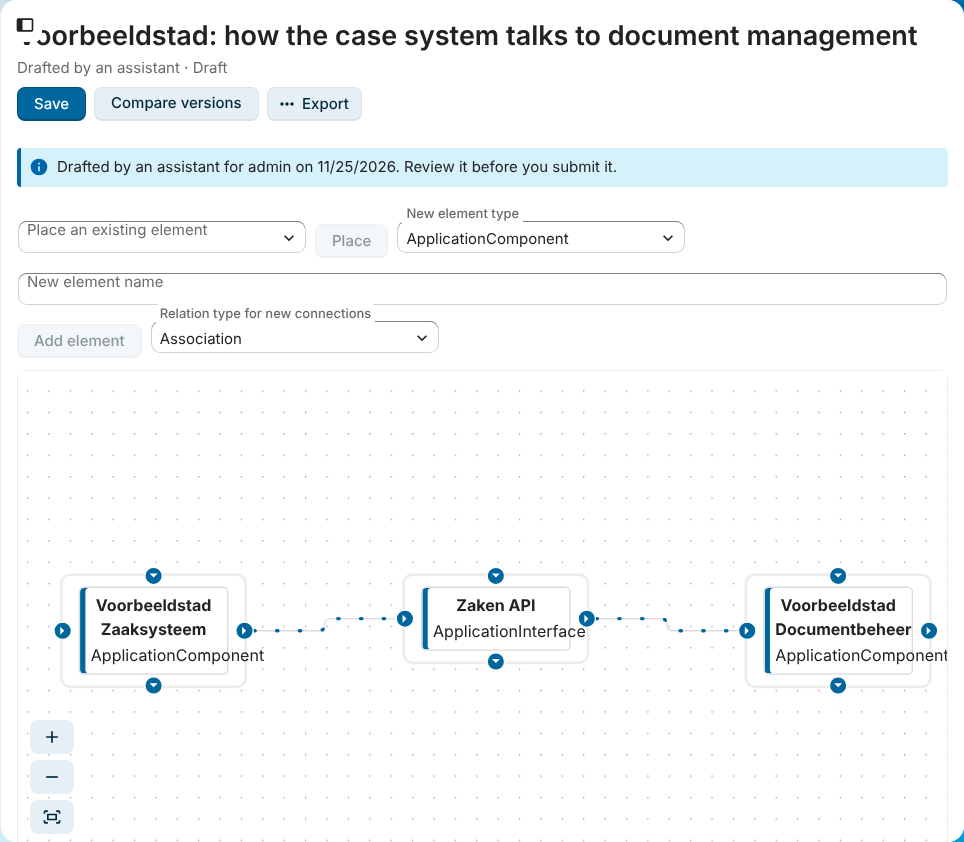 Voorbeeldstad: how the case system talks to document management
Drafted by an assistant · Draft
Save
Compare versions
Export
Drafted by an assistant for admin on 11/25/2026. Review it before you submit it.
New element type
Place an existing element
Place
ApplicationComponent
New element name
Relation type for new connections
Add element
Association
Voorbeeldstad
Zaaksysteem
ApplicationComponent
Zaken API
ApplicationInterface
Voorbeeldstad
Documentbeheer
ApplicationComponent